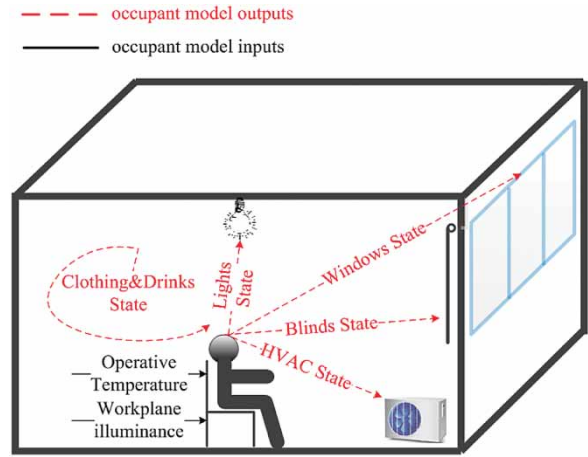 occupant model outputs
occupant model inputs
Clothing&Drinks
State
Lights
State
Windows State
Blinds State
HVAC State
Operative
Temperature
Workplane
illuminance